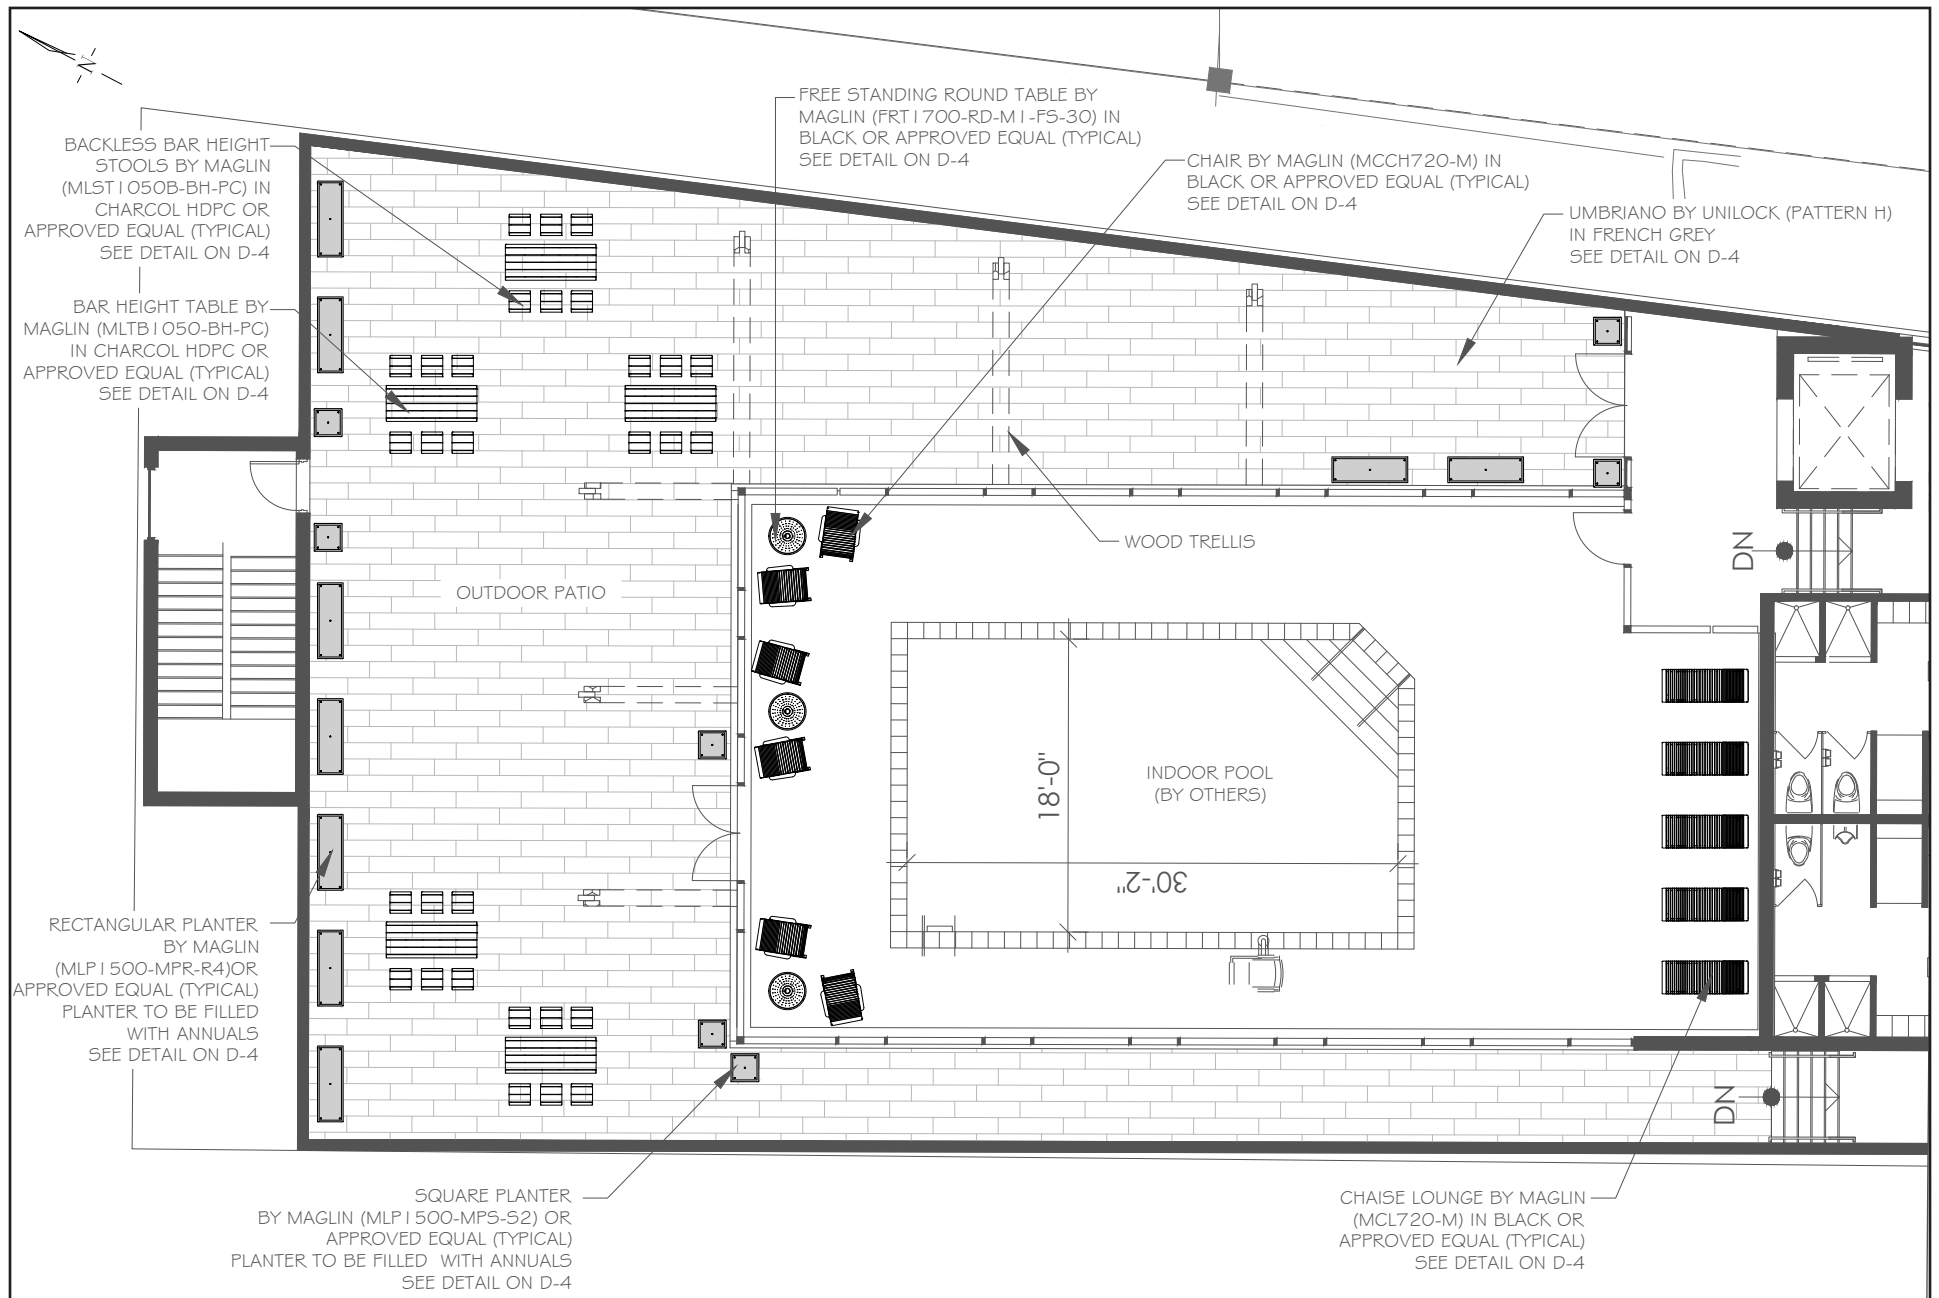 N
BACKLESS BAR HEIGHT
STOOLS BY MAGLIN
(MLST1050B-BH-PC) IN
CHARCOL HDPC OR
APPROVED EQUAL (TYPICAL)
SEE DETAIL ON D-4
BAR HEIGHT TABLE BY
MAGLIN (MLTB1050-BH-PC)
IN CHARCOL HDPC OR
APPROVED EQUAL (TYPICAL)
SEE DETAIL ON D-4
FREE STANDING ROUND TABLE BY
MAGLIN (FRT1700-RD-M1-FS-30) IN
BLACK OR APPROVED EQUAL (TYPICAL)
SEE DETAIL ON D-4
CHAIR BY MAGLIN (MCCH720-M) IN
BLACK OR APPROVED EQUAL (TYPICAL)
SEE DETAIL ON D-4
UMBRIANO BY UNILOCK (PATTERN H)
IN FRENCH GREY
SEE DETAIL ON D-4
WOOD TRELLIS
DN
OUTDOOR PATIO
INDOOR POOL
(BY OTHERS)
18'-0"
30'-2"
RECTANGULAR PLANTER
BY MAGLIN
(MLP1500-MPR-R4)OR
APPROVED EQUAL (TYPICAL)
PLANTER TO BE FILLED
WITH ANNUALS
SEE DETAIL ON D-4
DN
SQUARE PLANTER
BY MAGLIN (MLP1500-MPS-S2) OR
APPROVED EQUAL (TYPICAL)
PLANTER TO BE FILLED WITH ANNUALS
SEE DETAIL ON D-4
CHAISE LOUNGE BY MAGLIN
(MCL720-M) IN BLACK OR
APPROVED EQUAL (TYPICAL)
SEE DETAIL ON D-4